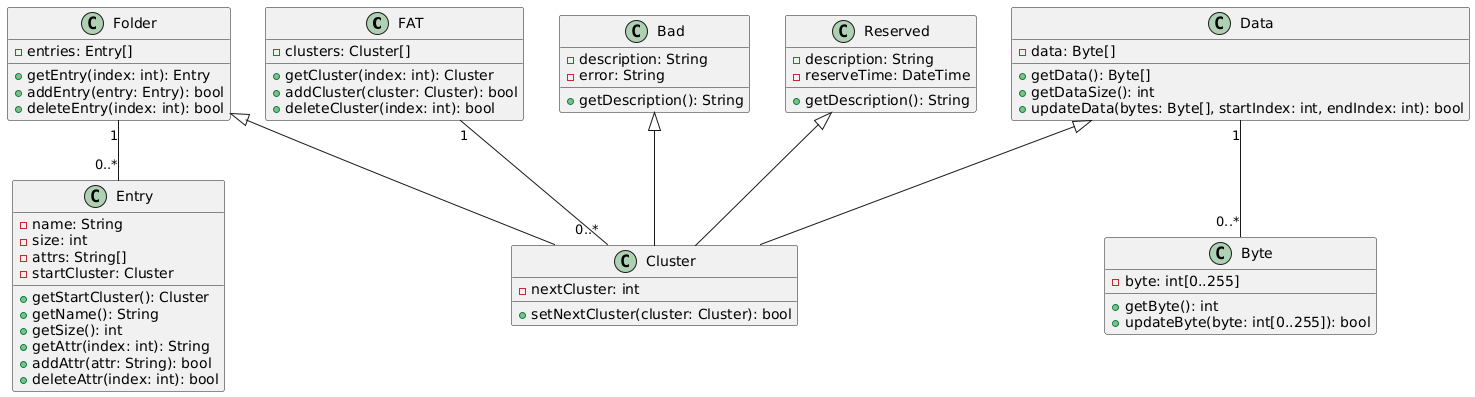 C Folder
entries: Entry[]
getEntry(index: int): Entry
addEntry(entry: Entry): bool
deleteEntry(index: int): bool
C FAT
clusters: Cluster[]
getCluster(index: int): Cluster
addCluster(cluster: Cluster): bool
deleteCluster(index: int): bool
C Bad
description: String
error: String
getDescription(): String
C Reserved
description: String
reserveTime: DateTime
getDescription(): String
C Data
data: Byte[]
getData(): Byte[]
getDataSize(): int
updateData(bytes: Byte[], startIndex: int, endIndex: int): bool
1
0..*
1
0..*
1
0..*
C Entry
name: String
size: int
attrs: String[]
startCluster: Cluster
getStartCluster(): Cluster
getName(): String
getSize(): int
getAttr(index: int): String
addAttr(attr: String): bool
deleteAttr(index: int): bool
C Cluster
nextCluster: int
setNextCluster(cluster: Cluster): bool
C Byte
byte: int[0..255]
getByte(): int
updateByte(byte: int[0..255]): bool